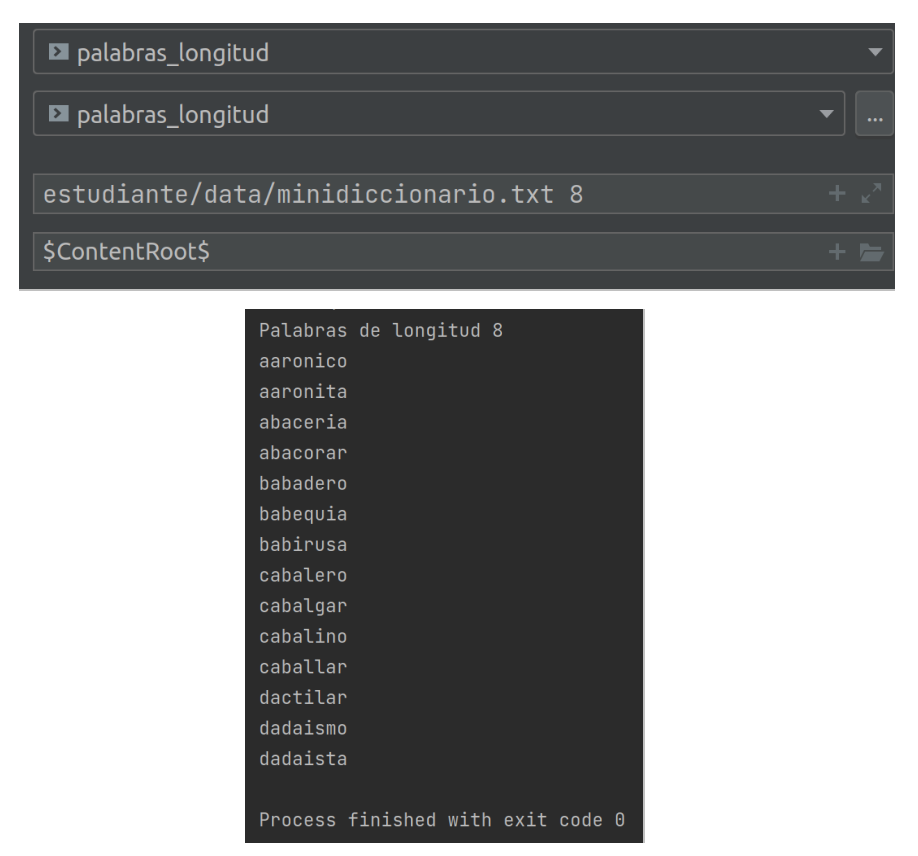 palabras_longitud
palabras_longitud
...
estudiante/data/minidiccionario.txt 8
$ContentRoot$
Palabras de longitud 8
aaronico
aaronita
abaceria
abacorar
babadero
babequia
babirusa
cabalero
cabalgar
cabalino
caballar
dactilar
dadaismo
dadaista
Process finished with exit code 0